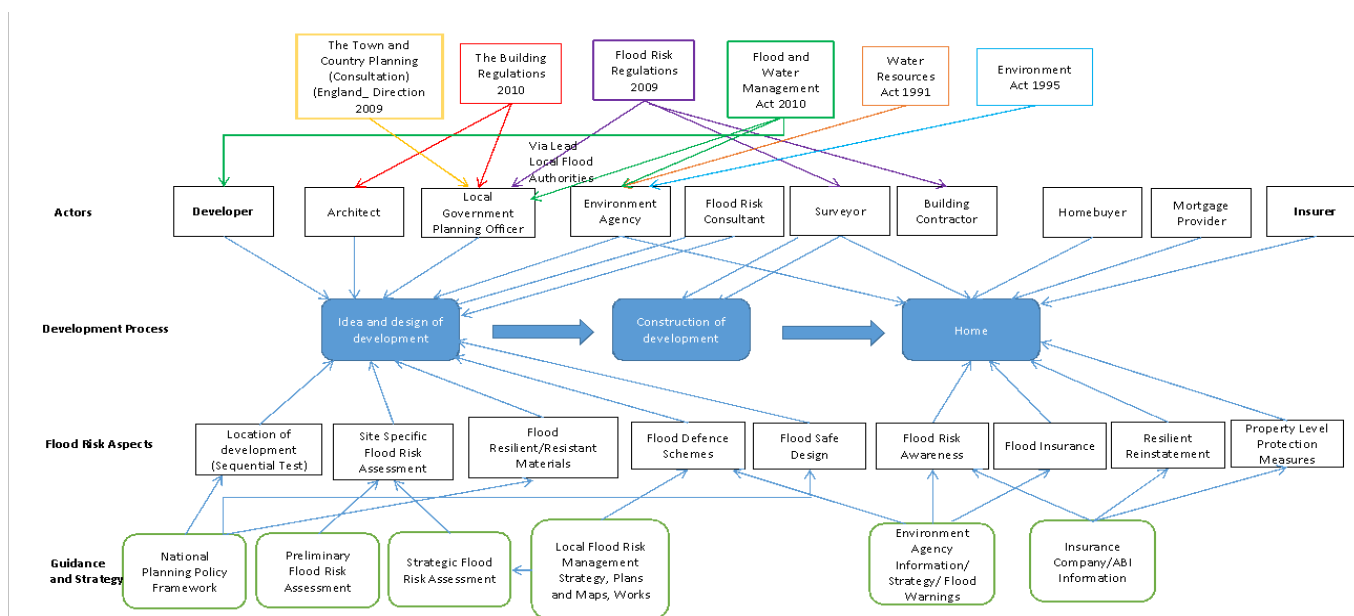 The Town and
Country Planning
(Consultation)
(England_ Direction
2009
The Building
Regulations
2010
Flood Risk
Regulations
2009
Flood and
Water
Management
Act 2010
Water
Resources
Act 1991
Environment
Act 1995
Via Lead
Local Flood
Authorities
Actors
Developer
Architect
Local
Government
Planning Officer
Environment
Agency
Flood Risk
Consultant
Surveyor
Building
Contractor
Homebuyer
Mortgage
Provider
Insurer
Development Process
Idea and design of
development
Construction of
development
Home
Flood Risk Aspects
Location of
development
(Sequential Test)
Site Specific
Flood Risk
Assessment
Flood
Resilient/Resistant
Materials
Flood Defence
Schemes
Flood Safe
Design
Flood Risk
Awareness
Flood Insurance
Resilient
Reinstatement
Property Level
Protection
Measures
Guidance
and Strategy
National
Planning Policy
Framework
Preliminary
Flood Risk
Assessment
Strategic Flood
Risk Assessment
Local Flood Risk
Management
Strategy, Plans
and Maps, Works
Environment
Agency
Information/
Strategy/ Flood
Warnings
Insurance
Company/ABI
Information